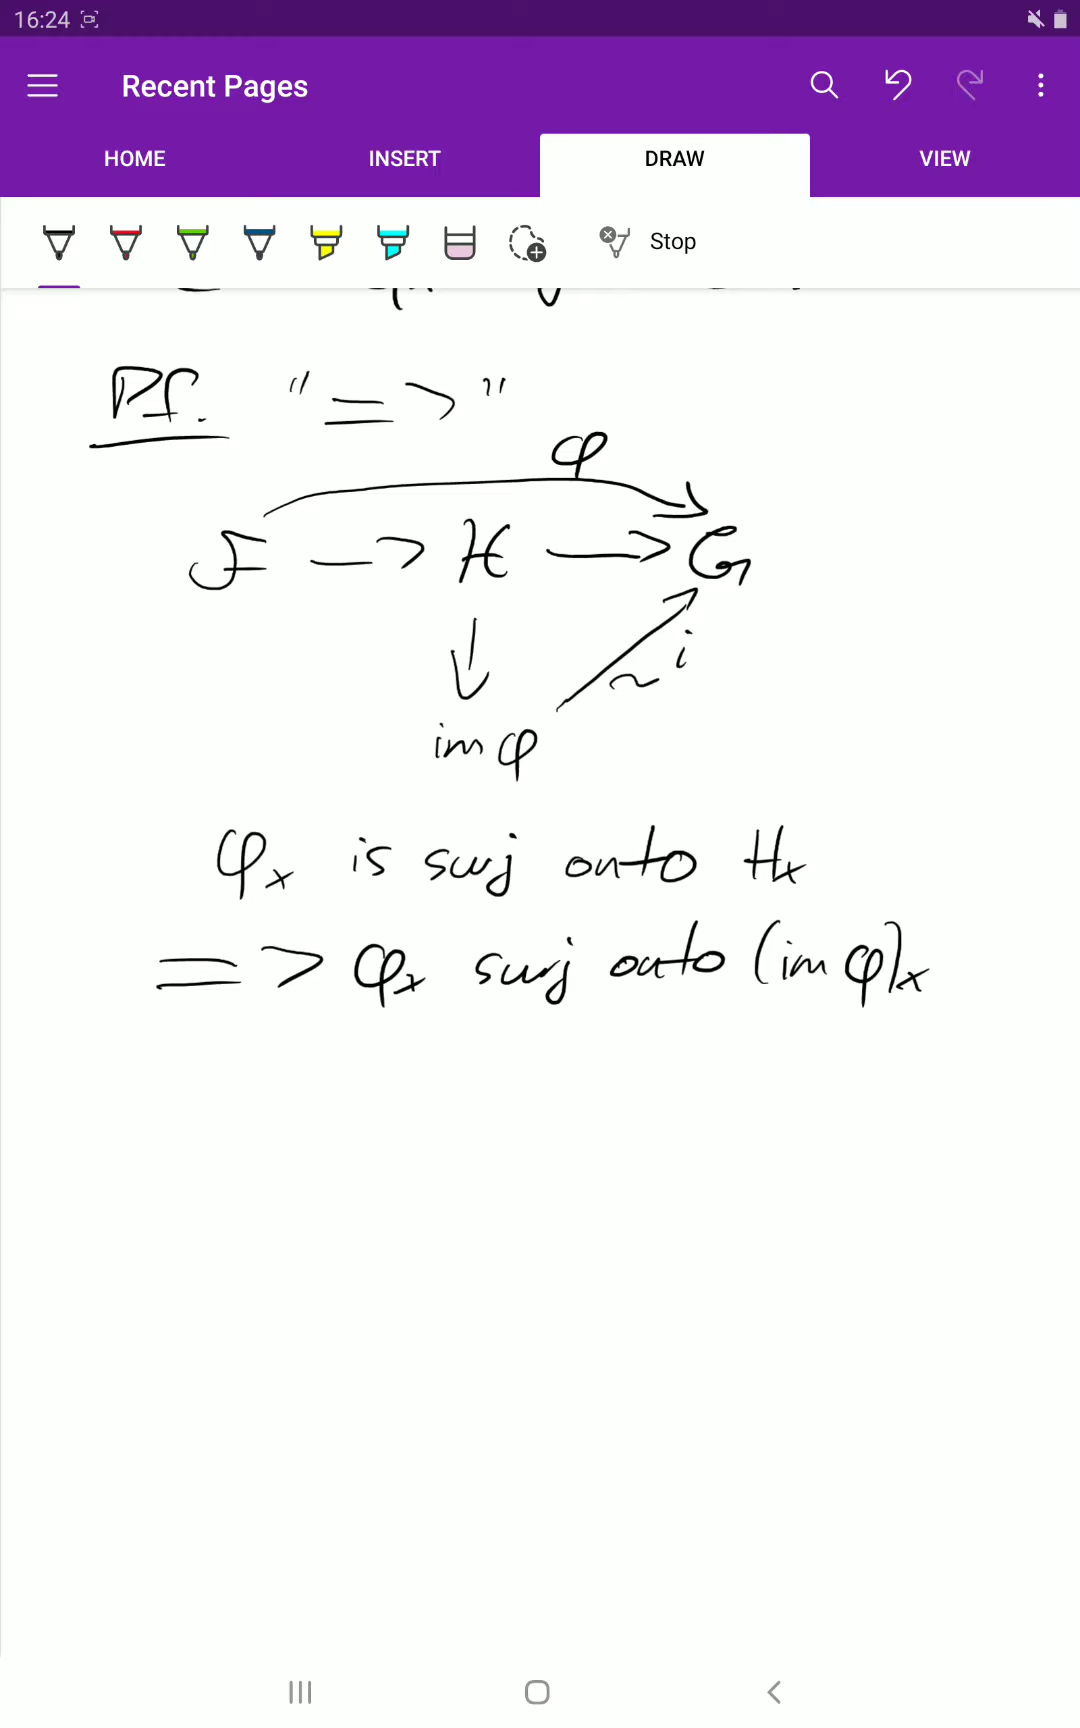 16:24
Recent Pages
HOME INSERT DRAW VIEW
Stop
Pf. "=>"
φ
F -> H -> G
~ i
im φ
φx is surj onto Hx
=> φx surj onto (im φ)x